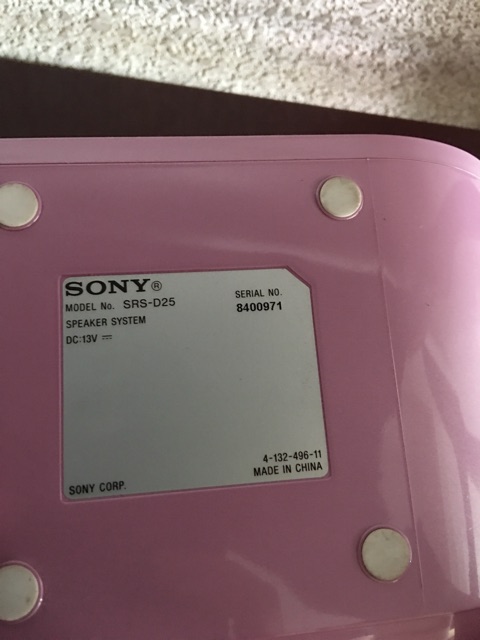 SONY®
MODEL No. SRS-D25
SERIAL NO.
8400971
SPEAKER SYSTEM
DC:13V ⎓
4-132-496-11
MADE IN CHINA
SONY CORP.